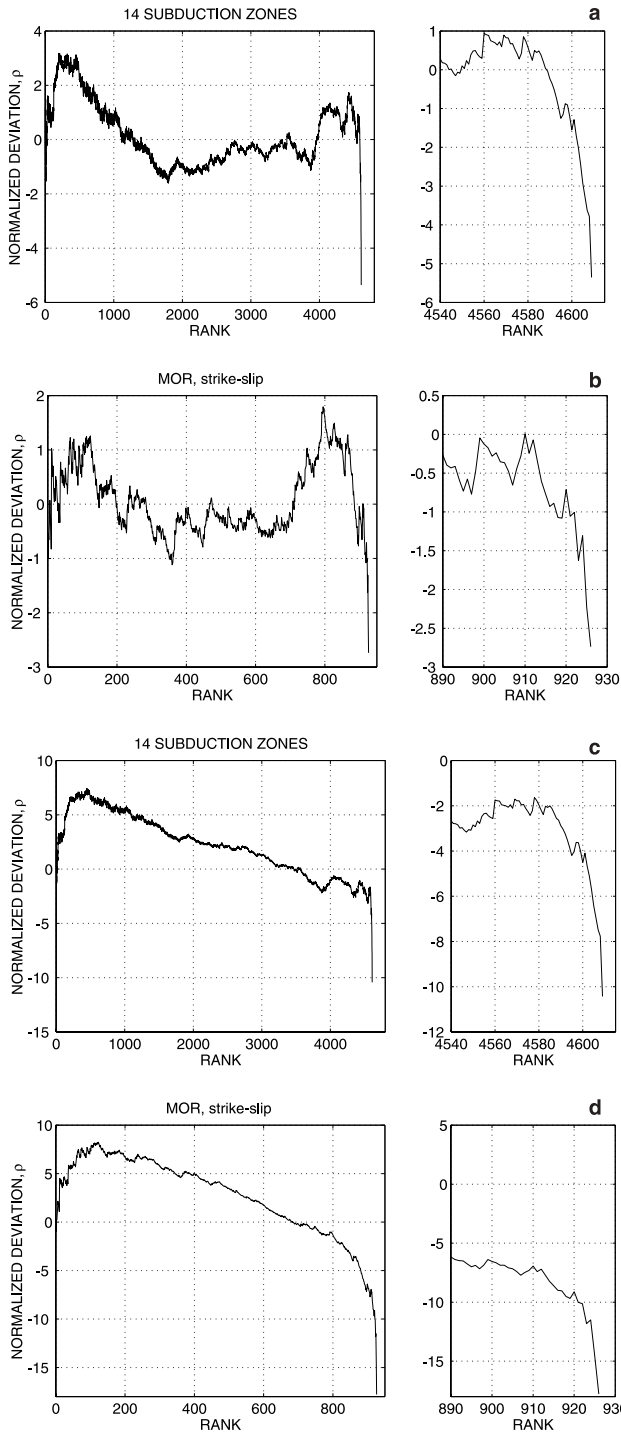 14 SUBDUCTION ZONES
a
NORMALIZED DEVIATION, ρ
4
2
0
-2
-4
-6
0 1000 2000 3000 4000
RANK
1
0
-1
-2
-3
-4
-5
-6
4540 4560 4580 4600
RANK
MOR, strike-slip
b
NORMALIZED DEVIATION, ρ
2
1
0
-1
-2
-3
0 200 400 600 800
RANK
0.5
0
-0.5
-1
-1.5
-2
-2.5
-3
890 900 910 920 930
RANK
14 SUBDUCTION ZONES
c
NORMALIZED DEVIATION, ρ
10
5
0
-5
-10
-15
0 1000 2000 3000 4000
RANK
0
-2
-4
-6
-8
-10
-12
4540 4560 4580 4600
RANK
MOR, strike-slip
d
NORMALIZED DEVIATION, ρ
10
5
0
-5
-10
-15
0 200 400 600 800
RANK
5
0
-5
-10
-15
890 900 910 920 930
RANK